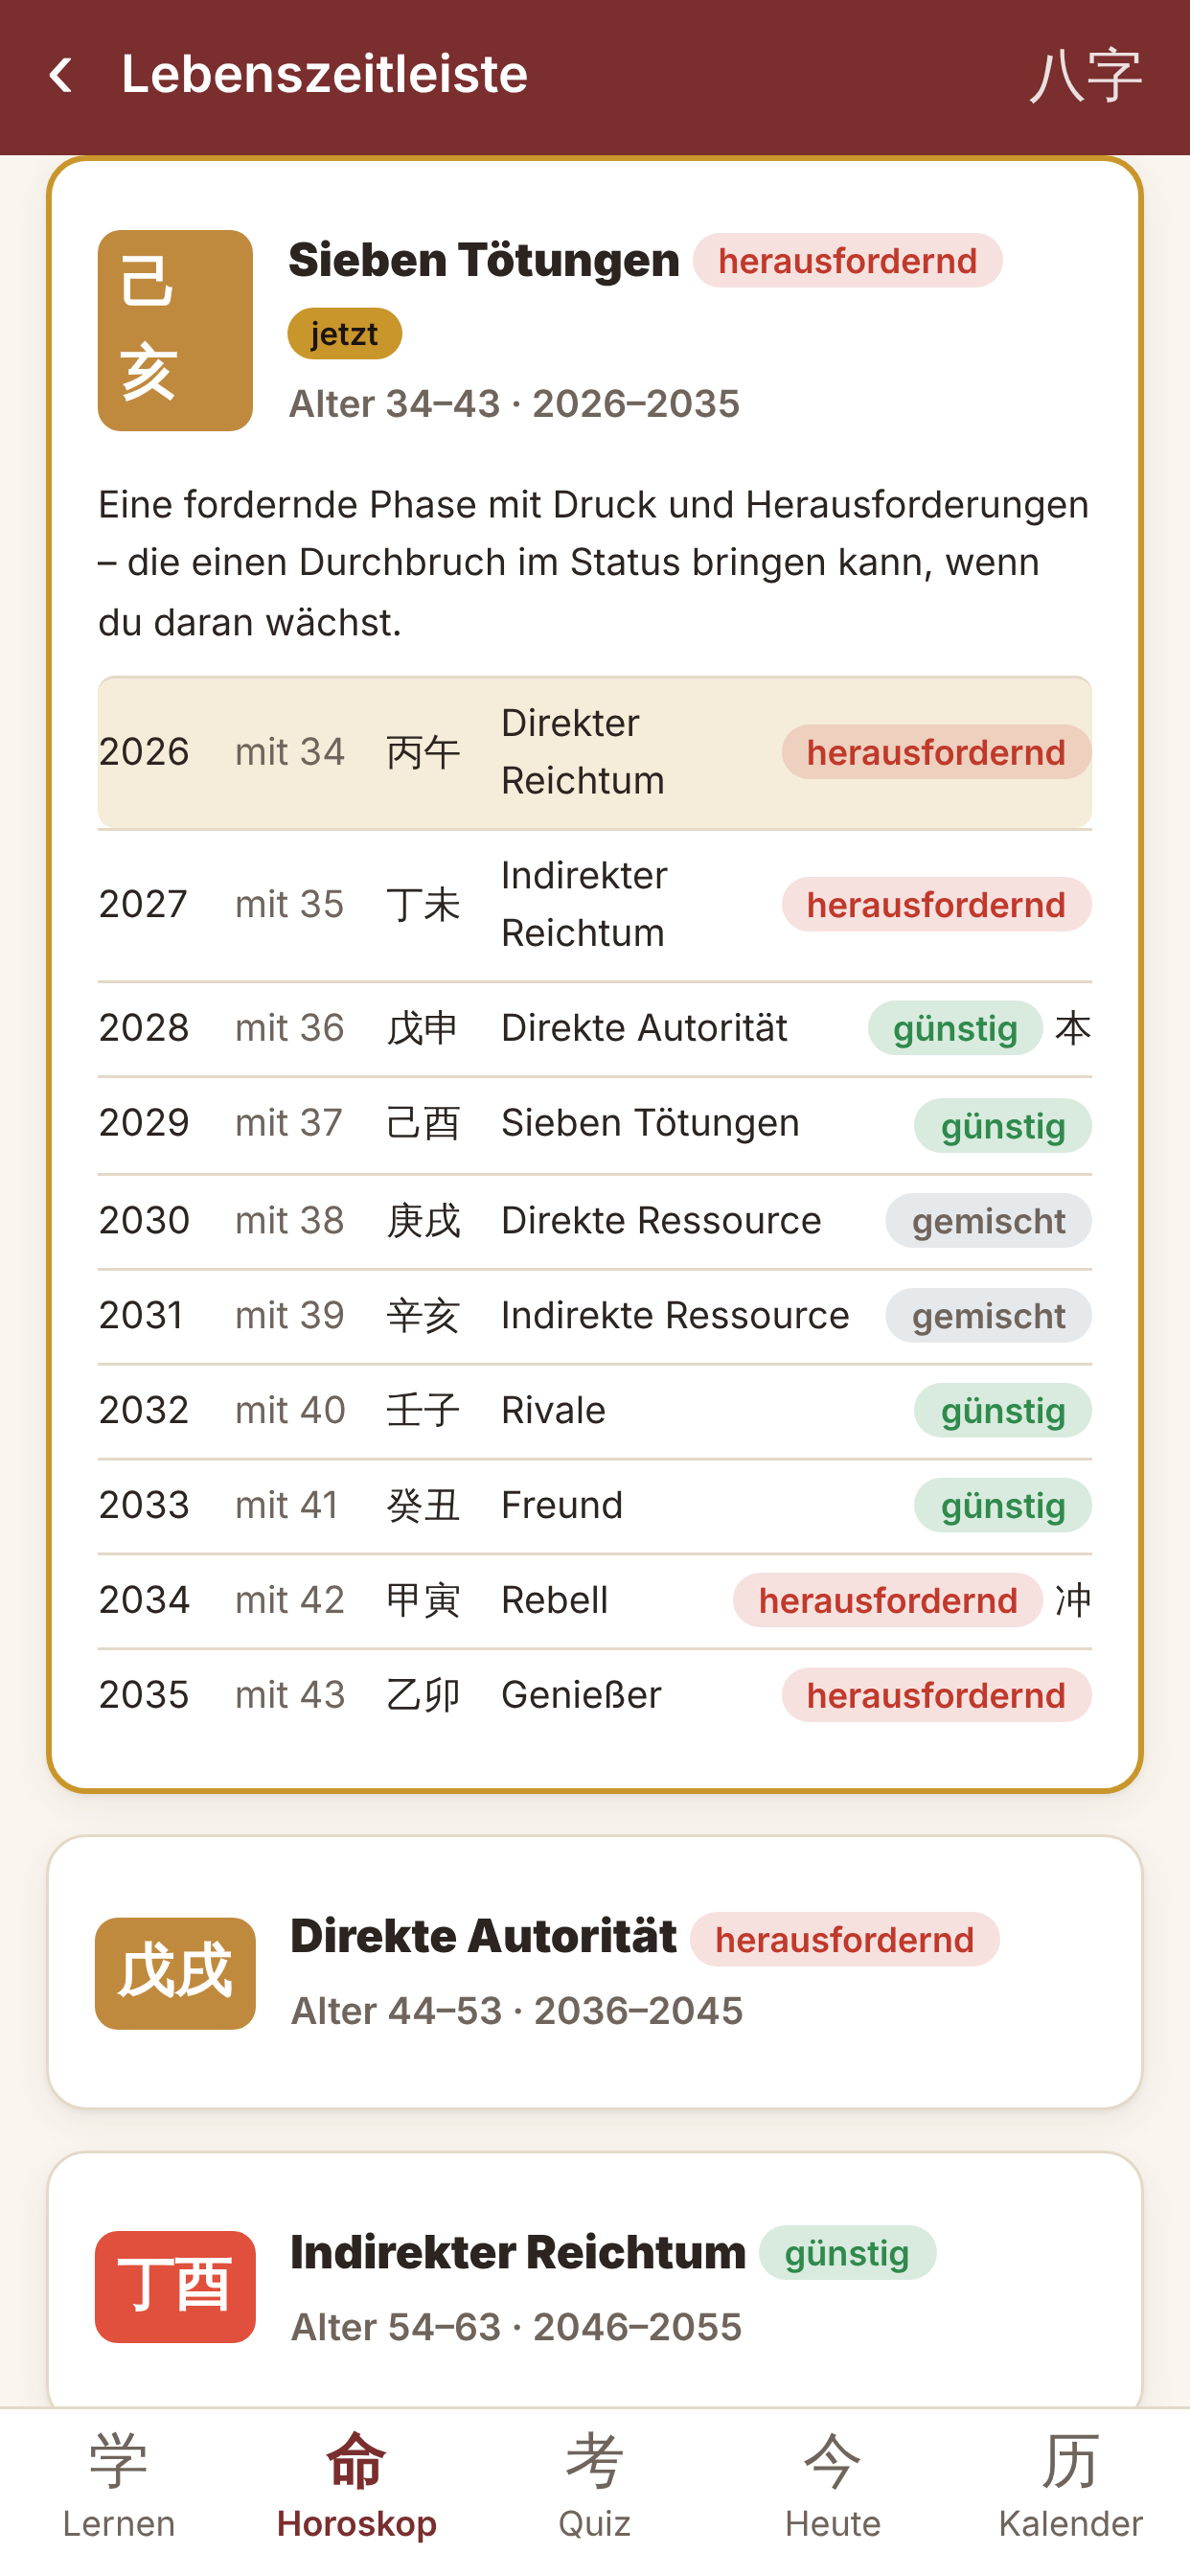 ‹ Lebenszeitleiste 八字
己
亥
Sieben Tötungen herausfordernd
jetzt
Alter 34–43 · 2026–2035
Eine fordernde Phase mit Druck und Herausforderungen
– die einen Durchbruch im Status bringen kann, wenn
du daran wächst.
2026 mit 34 丙午 Direkter
Reichtum herausfordernd
2027 mit 35 丁未 Indirekter
Reichtum herausfordernd
2028 mit 36 戊申 Direkte Autorität günstig 本
2029 mit 37 己酉 Sieben Tötungen günstig
2030 mit 38 庚戌 Direkte Ressource gemischt
2031 mit 39 辛亥 Indirekte Ressource gemischt
2032 mit 40 壬子 Rivale günstig
2033 mit 41 癸丑 Freund günstig
2034 mit 42 甲寅 Rebell herausfordernd 冲
2035 mit 43 乙卯 Genießer herausfordernd
戊戌
Direkte Autorität herausfordernd
Alter 44–53 · 2036–2045
丁酉
Indirekter Reichtum günstig
Alter 54–63 · 2046–2055
学 命 考 今 历
Lernen Horoskop Quiz Heute Kalender